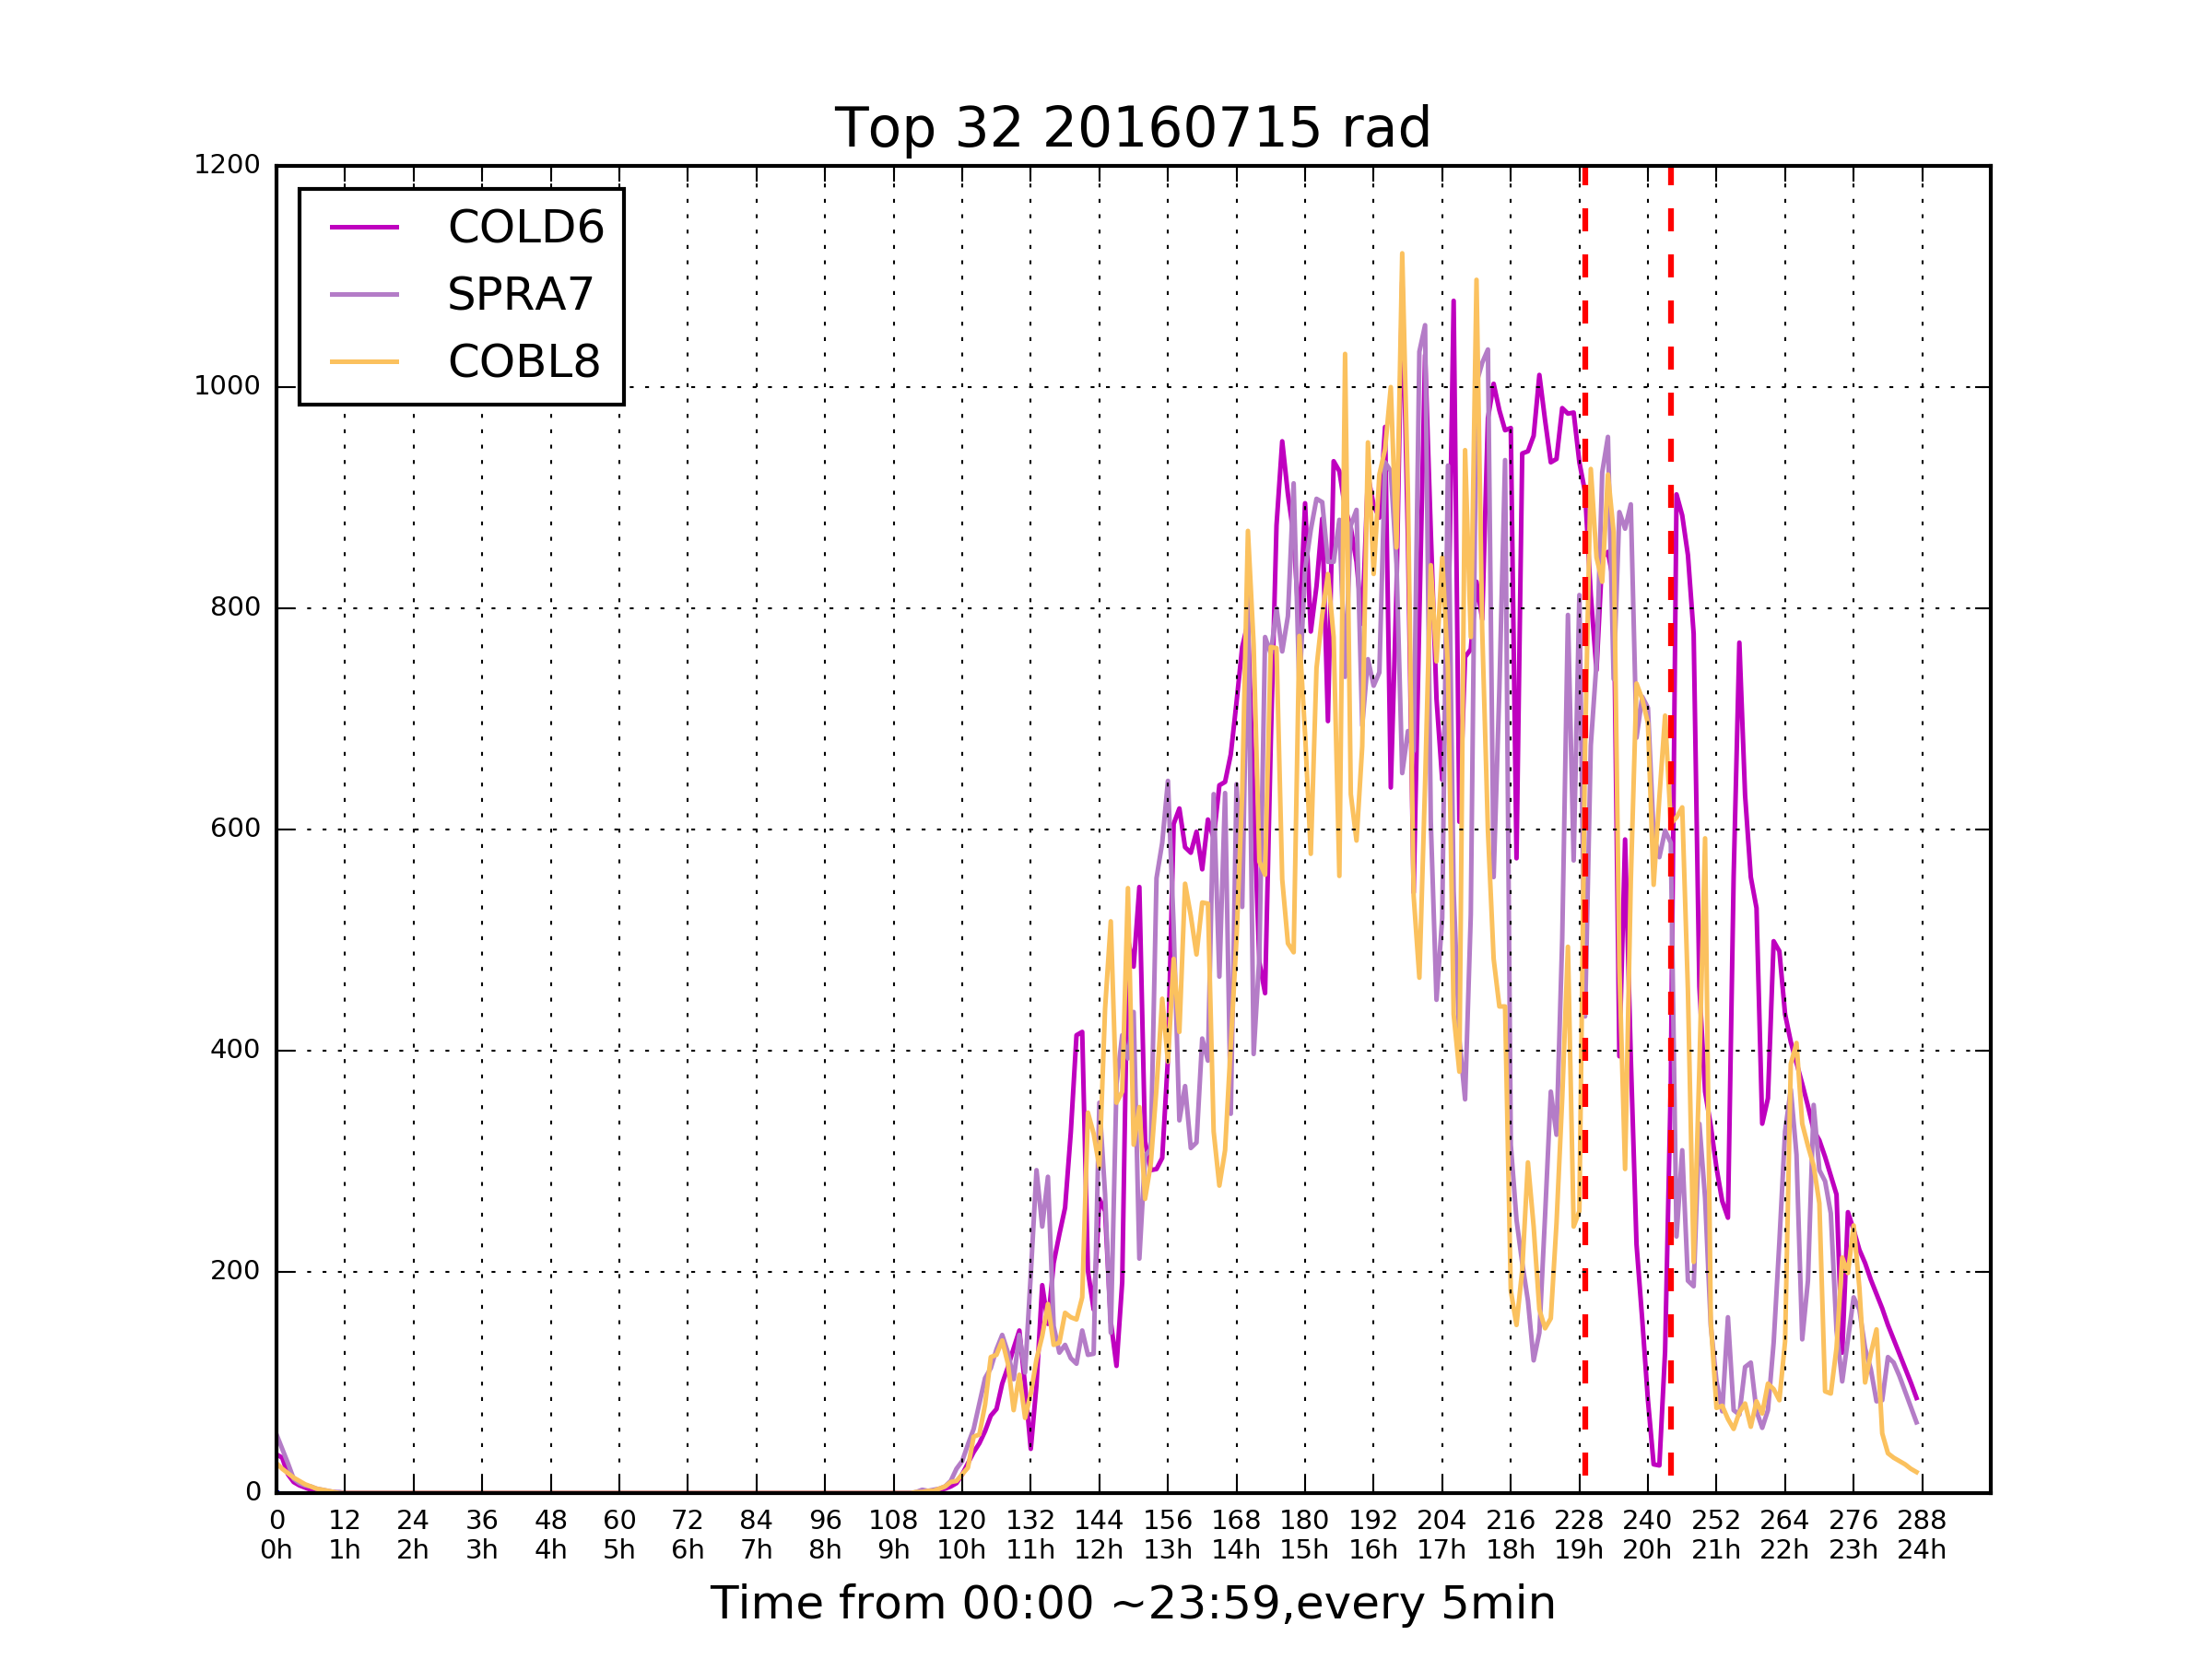 Top 32 20160715 rad
1200
1000
800
600
400
200
0
COLD6
SPRA7
COBL8
0 12 24 36 48 60 72 84 96 108 120 132 144 156 168 180 192 204 216 228 240 252 264 276 288
0h 1h 2h 3h 4h 5h 6h 7h 8h 9h 10h 11h 12h 13h 14h 15h 16h 17h 18h 19h 20h 21h 22h 23h 24h
Time from 00:00 ~23:59,every 5min